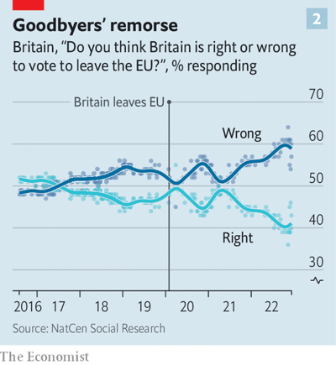 Goodbyers’ remorse
2
Britain, “Do you think Britain is right or wrong
to vote to leave the EU?”, % responding
70
Britain leaves EU
Wrong
60
50
40
Right
30
2016 17 18 19 20 21 22
Source: NatCen Social Research
The Economist